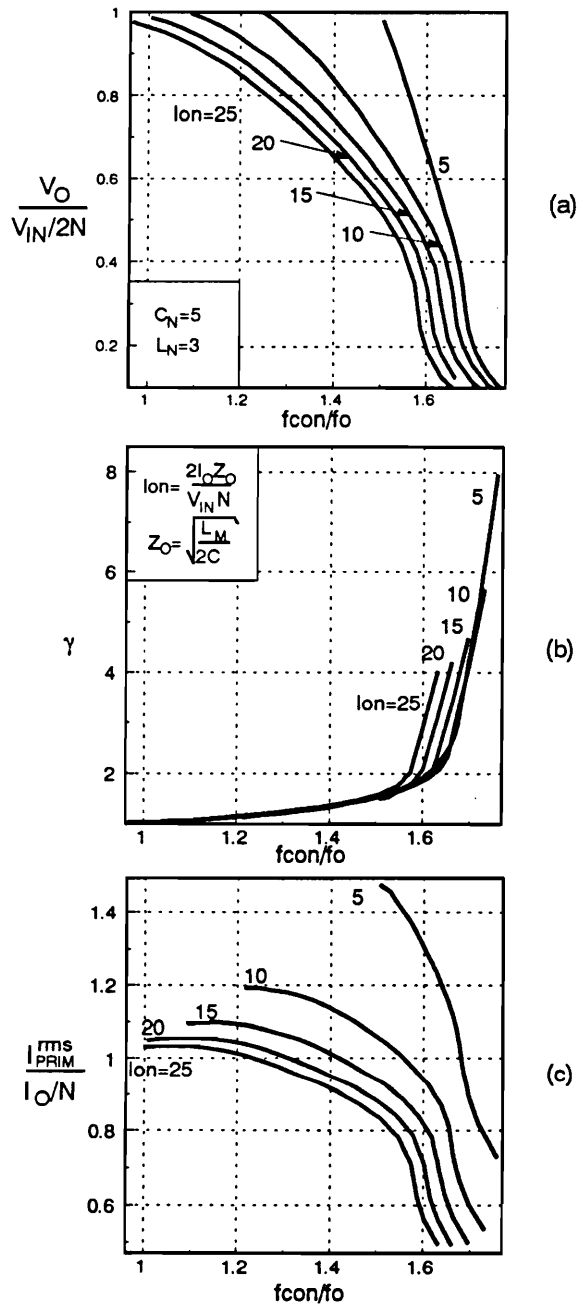 1
0.8
0.6
0.4
0.2
V_O
V_IN/2N
Ion=25
20
15
10
5
C_N=5
L_N=3
1 1.2 1.4 1.6
fcon/fo
(a)
8
6
4
2
γ
Ion= 2I_O Z_O / V_IN N
Z_O= √ L_M / 2C
5
10
15
20
Ion=25
1 1.2 1.4 1.6
fcon/fo
(b)
1.4
1.2
1
0.8
0.6
I_PRIM^rms
I_O/N
5
10
15
20
Ion=25
1 1.2 1.4 1.6
fcon/fo
(c)